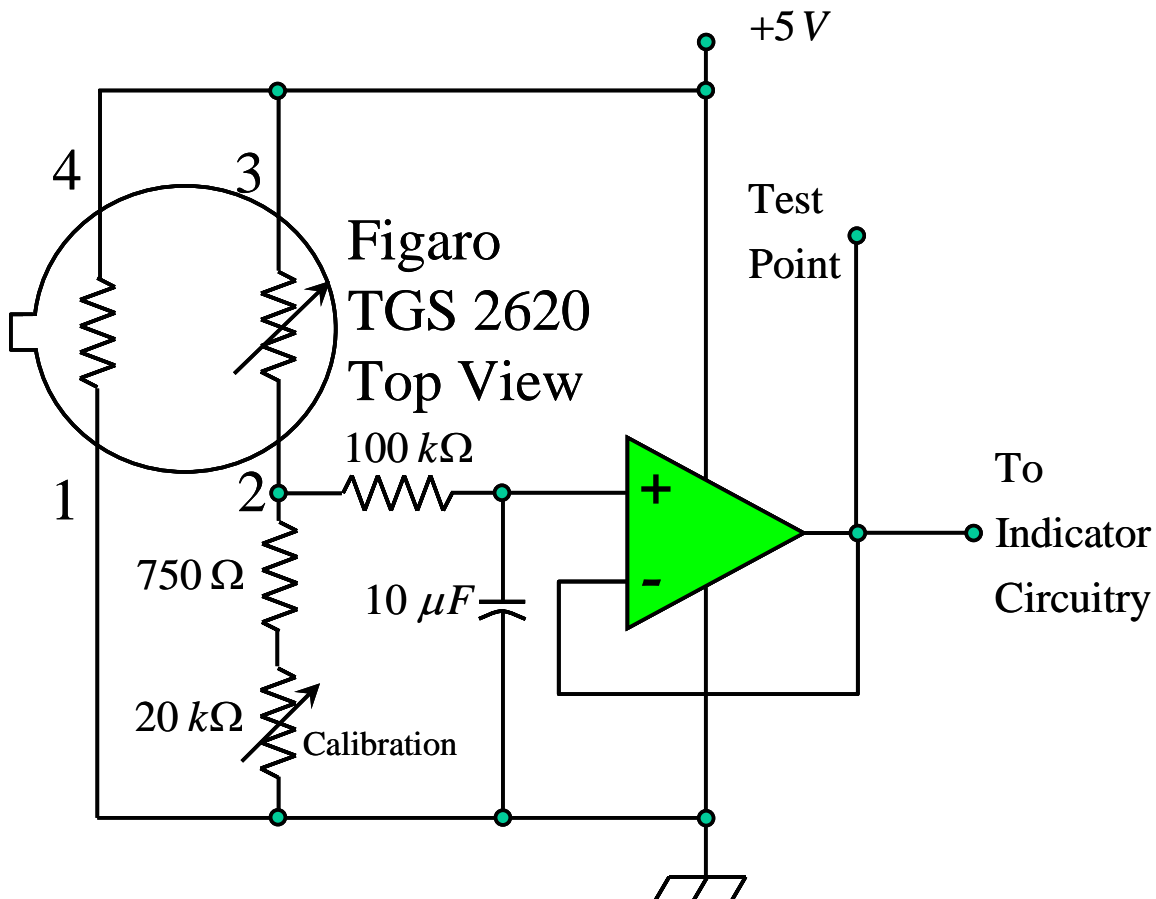 +5 V
4
3
Test
Point
Figaro
TGS 2620
Top View
100 kΩ
1
2
+
-
To
Indicator
Circuitry
750 Ω
10 μF
20 kΩ
Calibration